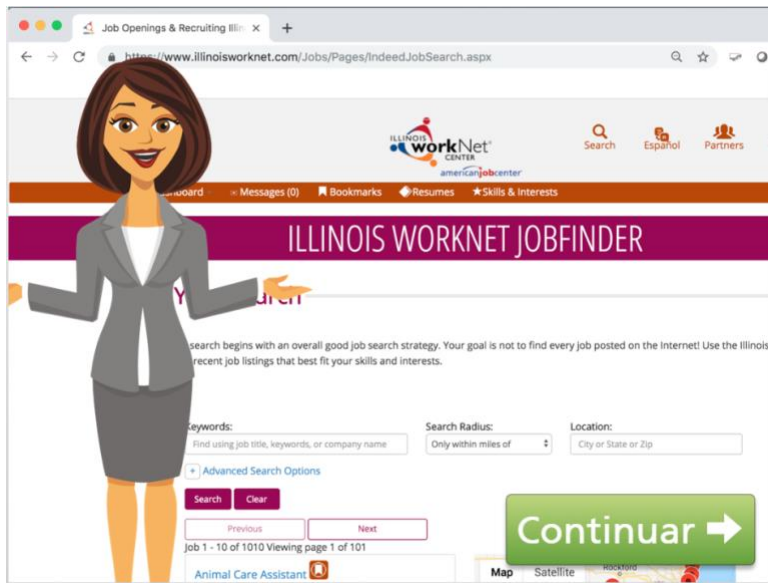 Job Openings & Recruiting Illin
https://www.illinoisworknet.com/Jobs/Pages/IndeedJobSearch.aspx
ILLINOIS
workNet®
CENTER
americanjobcenter
Search Español Partners
Messages (0) Bookmarks Resumes Skills & Interests
ILLINOIS WORKNET JOBFINDER
search begins with an overall good job search strategy. Your goal is not to find every job posted on the Internet! Use the Illinois
recent job listings that best fit your skills and interests.
Keywords: Search Radius: Location:
Find using job title, keywords, or company name Only within miles of City or State or Zip
+ Advanced Search Options
Search Clear
Previous Next
Job 1 - 10 of 1010 Viewing page 1 of 101
Continuar
Animal Care Assistant
Map Satellite Rockford